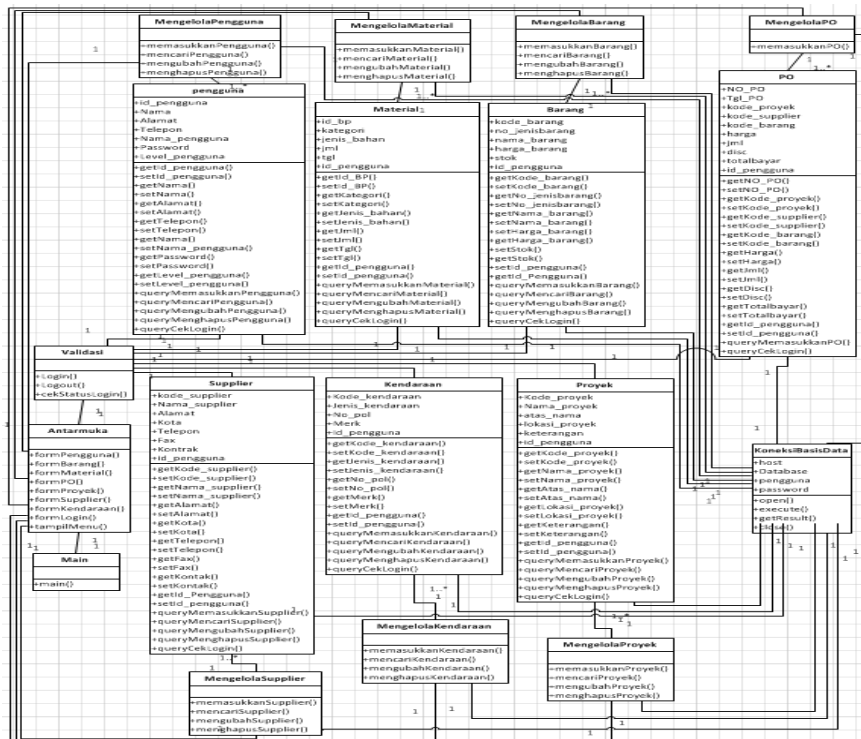 MengelolaPengguna
+memasukkanPengguna()
+mencariPengguna()
+mengubahPengguna()
+menghapusPengguna()
MengelolaMaterial
+memasukkanMaterial()
+mencariMaterial()
+mengubahMaterial()
+menghapusMaterial()
MengelolaBarang
+memasukkanBarang()
+mencariBarang()
+mengubahBarang()
+menghapusBarang()
MengelolaPO
+memasukkanPO()
pengguna
+id_pengguna
+Nama
+Alamat
+Telepon
+Nama_pengguna
+Password
+Level_pengguna
+getId_pengguna()
+setId_pengguna()
+getNama()
+setNama()
+getAlamat()
+setAlamat()
+getTelepon()
+setTelepon()
+getNama()
+setNama_pengguna()
+getPassword()
+setPassword()
+getLevel_pengguna()
+setLevel_pengguna()
+queryMemasukkanPengguna()
+queryMencariPengguna()
+queryMengubahPengguna()
+queryMenghapusPengguna()
+queryCekLogin()
Material
+id_bp
+kategori
+jenis_bahan
+jml
+tgl
+id_pengguna
+getId_BP()
+setId_BP()
+getKategori()
+setKategori()
+getJenis_bahan()
+setJenis_bahan()
+getJml()
+setJml()
+getTgl()
+setTgl()
+getId_pengguna()
+setId_pengguna()
+queryMemasukkanMaterial()
+queryMencariMaterial()
+queryMengubahMaterial()
+queryMenghapusMaterial()
+queryCekLogin()
Barang
+kode_barang
+no_jenisbarang
+nama_barang
+harga_barang
+stok
+id_pengguna
+getKode_barang()
+setKode_barang()
+getNo_jenisbarang()
+setNo_jenisbarang()
+getNama_barang()
+setNama_barang()
+setHarga_barang()
+getHarga_barang()
+setStok()
+getStok()
+setId_pengguna()
+getId_Pengguna()
+queryMemasukkanBarang()
+queryMencariBarang()
+queryMengubahBarang()
+queryMenghapusBarang()
+queryCekLogin()
PO
+NO_PO
+Tgl_PO
+kode_proyek
+kode_supplier
+kode_barang
+harga
+jml
+disc
+totalbayar
+id_pengguna
+getNO_PO()
+setNO_PO()
+getKode_proyek()
+setKode_proyek()
+getKode_supplier()
+setKode_supplier()
+getKode_barang()
+setKode_barang()
+getHarga()
+setHarga()
+getJml()
+setJml()
+getDisc()
+setDisc()
+getTotalbayar()
+setTotalbayar()
+getId_pengguna()
+setId_pengguna()
+queryMemasukkanPO()
+queryCekLogin()
Validasi
+Login()
+Logout()
+cekStatusLogin()
Antarmuka
+formPengguna()
+formBarang()
+formMaterial()
+formPO()
+formProyek()
+formSupplier()
+formKendaraan()
+formLogin()
+tampilMenu()
Main
+main()
Supplier
+kode_supplier
+Nama_supplier
+Alamat
+Kota
+Telepon
+Fax
+Kontrak
+id_pengguna
+getKode_supplier()
+setKode_supplier()
+getNama_supplier()
+setNama_supplier()
+getAlamat()
+setAlamat()
+getKota()
+setKota()
+getTelepon()
+setTelepon()
+getFax()
+setFax()
+getKontak()
+setKontak()
+getId_Pengguna()
+setId_Pengguna()
+queryMemasukkanSupplier()
+queryMencariSupplier()
+queryMengubahSupplier()
+queryMenghapusSupplier()
+queryCekLogin()
Kendaraan
+Kode_kendaraan
+Jenis_kendaraan
+No_pol
+Merk
+id_pengguna
+getKode_kendaraan()
+setKode_kendaraan()
+getJenis_kendaraan()
+setJenis_kendaraan()
+getNo_pol()
+setNo_pol()
+getMerk()
+setMerk()
+getId_pengguna()
+setId_pengguna()
+queryMemasukkanKendaraan()
+queryMencariKendaraan()
+queryMengubahKendaraan()
+queryMenghapusKendaraan()
+queryCekLogin()
Proyek
+Kode_proyek
+Nama_proyek
+atas_nama
+lokasi_proyek
+keterangan
+id_pengguna
+getKode_proyek()
+setKode_proyek()
+getNama_proyek()
+setNama_proyek()
+getAtas_nama()
+setAtas_nama()
+getLokasi_proyek()
+setLokasi_proyek()
+getKeterangan()
+setKeterangan()
+getId_pengguna()
+setId_pengguna()
+queryMemasukkanProyek()
+queryMencariProyek()
+queryMengubahProyek()
+queryMenghapusProyek()
+queryCekLogin()
KoneksiBasisData
+host
+Database
+pengguna
+password
+open()
+execute()
+getResult()
+close()
MengelolaSupplier
+memasukkanSupplier()
+mencariSupplier()
+mengubahSupplier()
+menghapusSupplier()
MengelolaKendaraan
+memasukkanKendaraan()
+mencariKendaraan()
+mengubahKendaraan()
+menghapusKendaraan()
MengelolaProyek
+memasukkanProyek()
+mencariProyek()
+mengubahProyek()
+menghapusProyek()